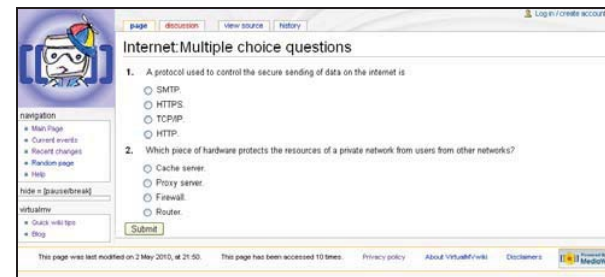 Log in / create account
page discussion view source history
Internet:Multiple choice questions
1. A protocol used to control the secure sending of data on the internet is
SMTP.
HTTPS.
TCP/IP.
HTTP.
2. Which piece of hardware protects the resources of a private network from users from other networks?
Cache server.
Proxy server.
Firewall.
Router.
Submit
navigation
Main Page
Current events
Recent changes
Random page
Help
hide = [pause/break]
virtualmv
Quick wiki tips
Blog
This page was last modified on 2 May 2010, at 21:50. This page has been accessed 10 times. Privacy policy About VirtualMVwiki Disclaimers
MediaW